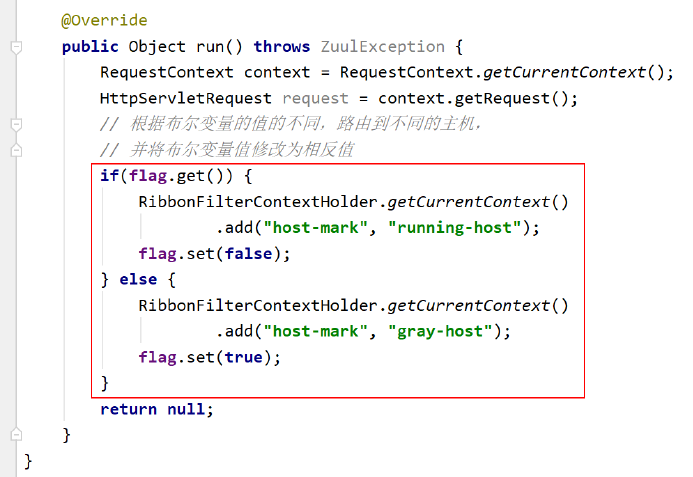 @Override
public Object run() throws ZuulException {
RequestContext context = RequestContext.getCurrentContext();
HttpServletRequest request = context.getRequest();
// 根据布尔变量的值的不同，路由到不同的主机，
// 并将布尔变量值修改为相反值
if(flag.get()) {
RibbonFilterContextHolder.getCurrentContext()
.add("host-mark", "running-host");
flag.set(false);
} else {
RibbonFilterContextHolder.getCurrentContext()
.add("host-mark", "gray-host");
flag.set(true);
}
return null;
}
}